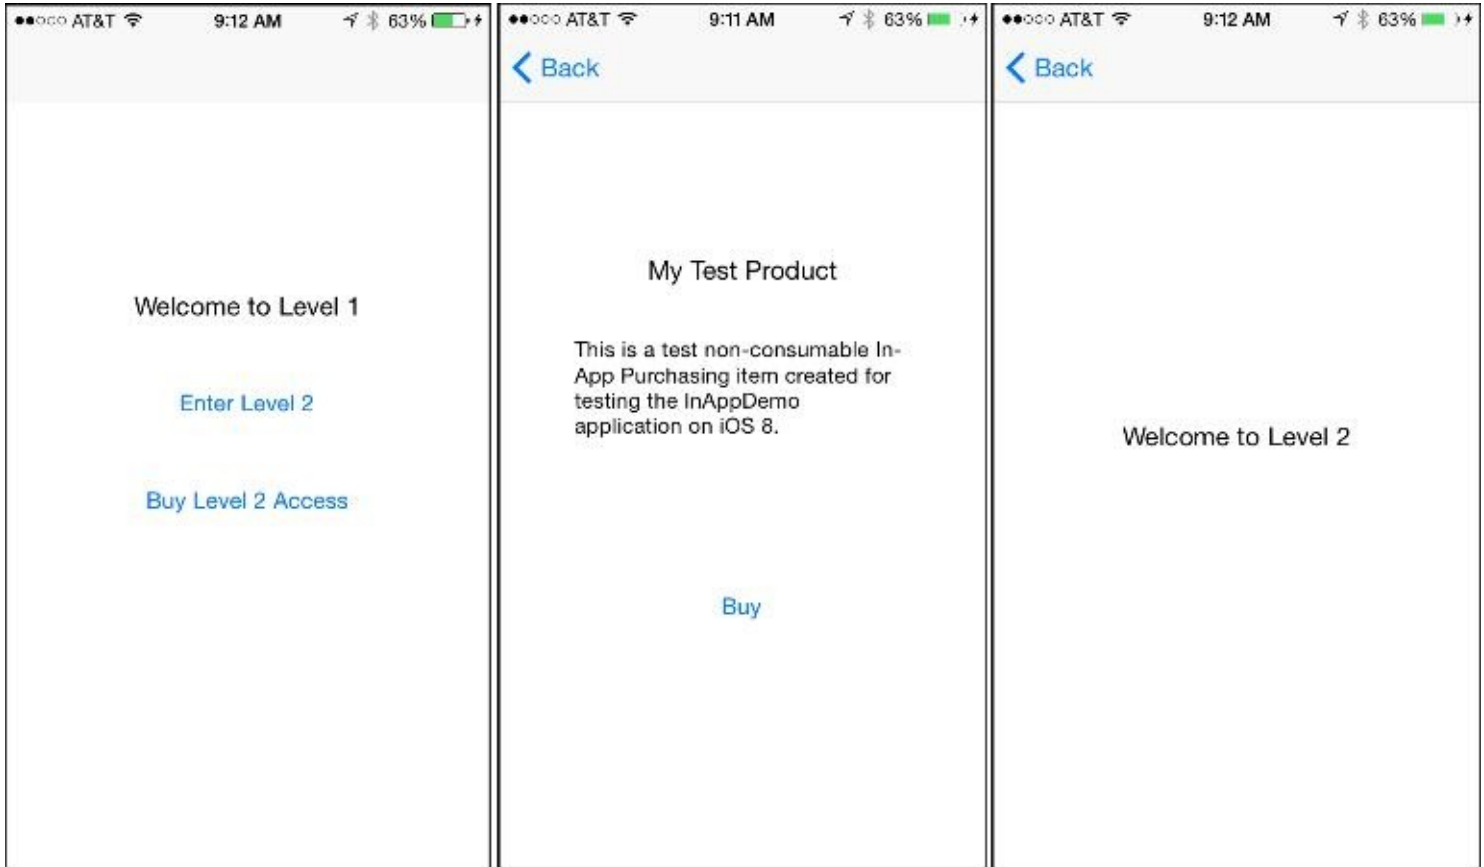 AT&T 9:12 AM 63%
Welcome to Level 1
Enter Level 2
Buy Level 2 Access
AT&T 9:11 AM 63%
Back
My Test Product
This is a test non-consumable In-
App Purchasing item created for
testing the InAppDemo
application on iOS 8.
Buy
AT&T 9:12 AM 63%
Back
Welcome to Level 2